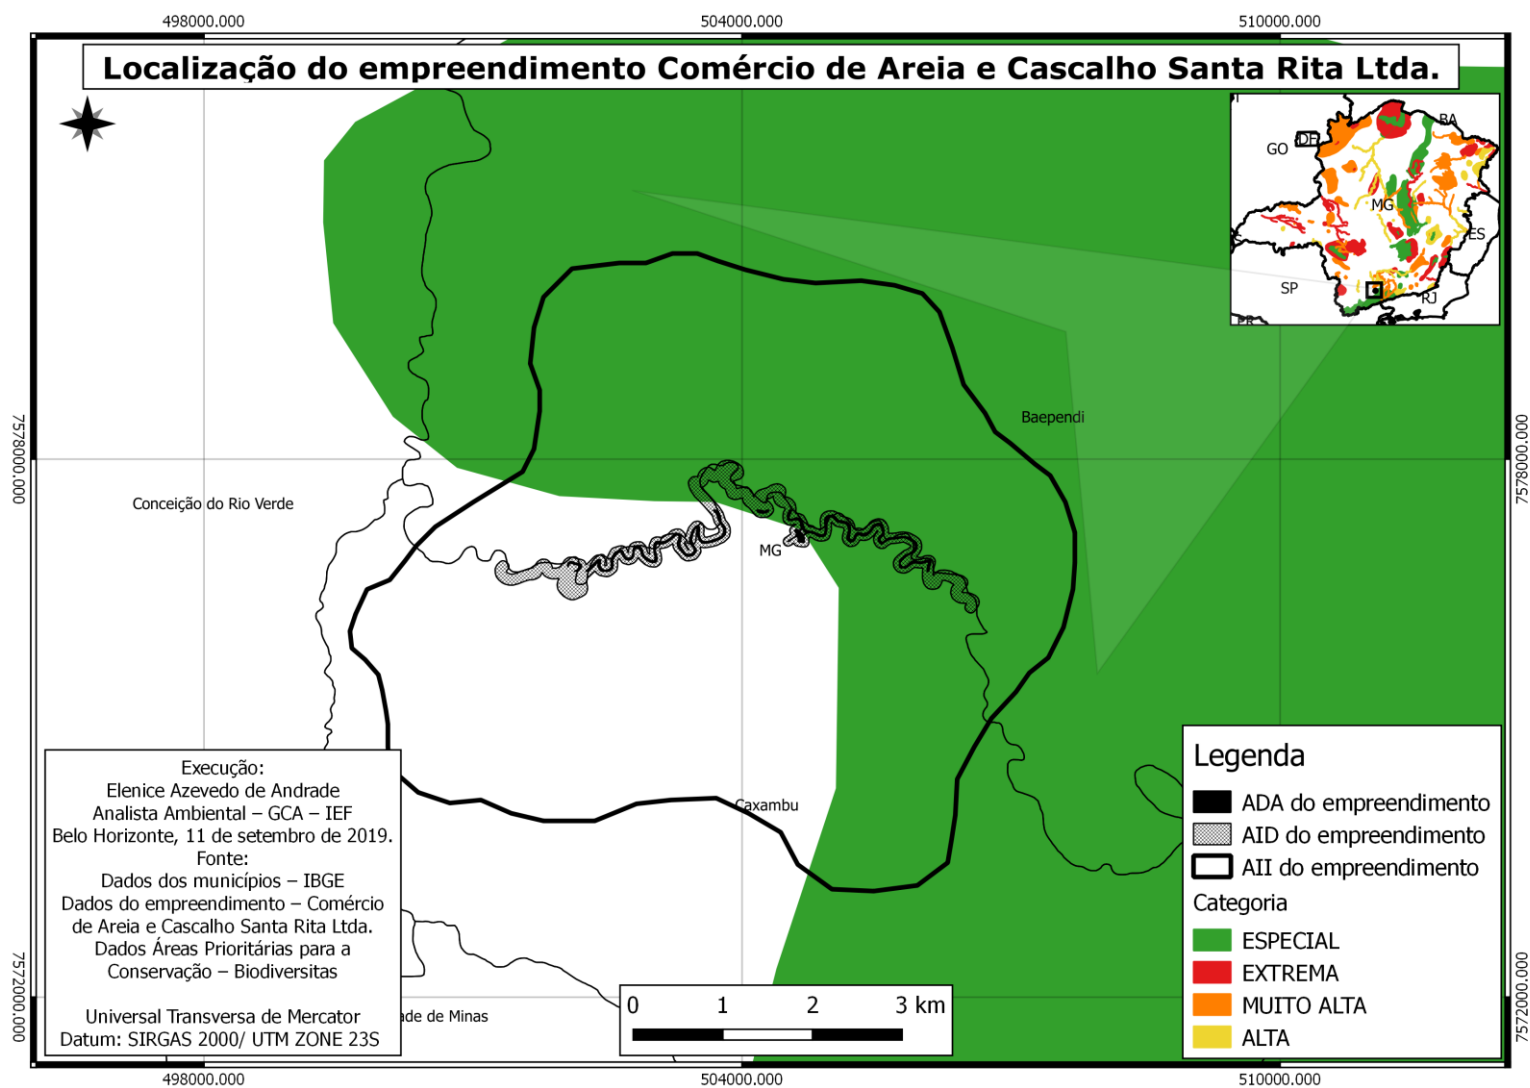 498000.000
504000.000
510000.000
Localização do empreendimento Comércio de Areia e Cascalho Santa Rita Ltda.
BA
DF
GO
MG
ES
SP
RJ
PR
7578000.000
7578000.000
Baependi
Conceição do Rio Verde
MG
Caxambu
Execução:
Elenice Azevedo de Andrade
Analista Ambiental – GCA – IEF
Belo Horizonte, 11 de setembro de 2019.
Fonte:
Dados dos municípios – IBGE
Dados do empreendimento – Comércio
de Areia e Cascalho Santa Rita Ltda.
Dados Áreas Prioritárias para a
Conservação – Biodiversitas
Universal Transversa de Mercator
Datum: SIRGAS 2000/ UTM ZONE 23S
ade de Minas
0 1 2 3 km
Legenda
ADA do empreendimento
AID do empreendimento
AII do empreendimento
Categoria
ESPECIAL
EXTREMA
MUITO ALTA
ALTA
7572000.000
7572000.000
498000.000
504000.000
510000.000